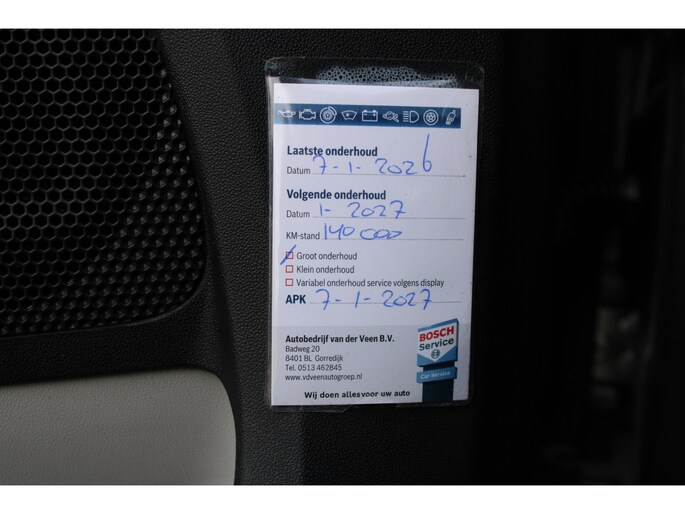 Laatste onderhoud
Datum 7-1-2026
Volgende onderhoud
Datum 1-2027
KM-stand 140000
Groot onderhoud
Klein onderhoud
Variabel onderhoud service volgens display
APK 7-1-2027
Autobedrijf van der Veen B.V.
Badweg 20
8401 BL Gorredijk
Tel. 0513 462845
www.vdveenautogroep.nl
BOSCH
Service
Car Service
Wij doen alles voor uw auto